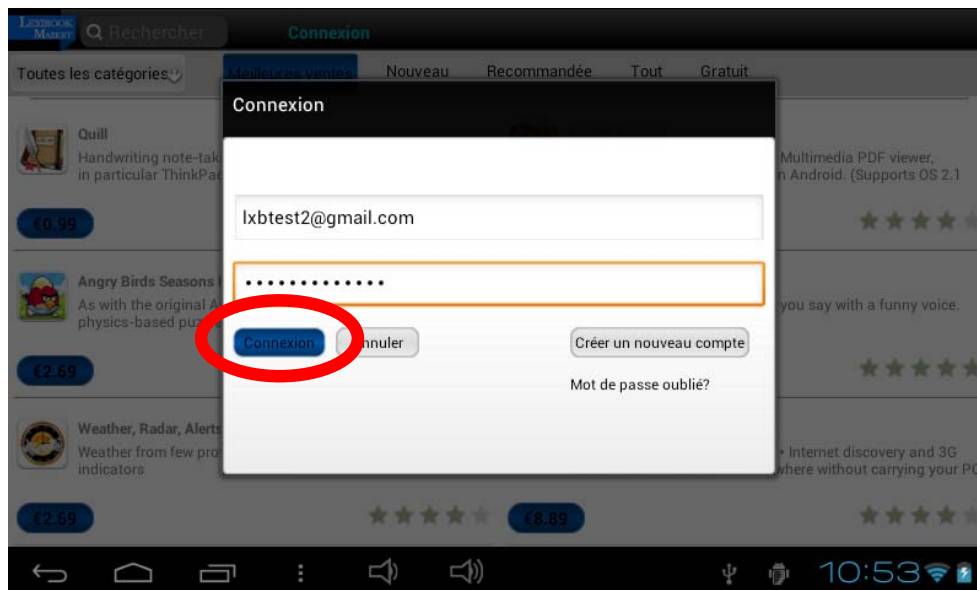 LEXIBOOK
MARKET
Rechercher
Connexion
Toutes les catégories
Meilleures ventes
Nouveau
Recommandée
Tout
Gratuit
Connexion
Quill
Handwriting note-tak
in particular ThinkPa
€0.99
Multimedia PDF viewer,
n Android. (Supports OS 2.1
lxbtest2@gmail.com
•••••••••••••
Angry Birds Seasons
As with the original A
physics-based puz
€2.69
you say with a funny voice.
Connexion
nnuler
Créer un nouveau compte
Mot de passe oublié?
Weather, Radar, Alerts
Weather from few pro
indicators
€2.69
• Internet discovery and 3G
where without carrying your PC
€8.89
10:53